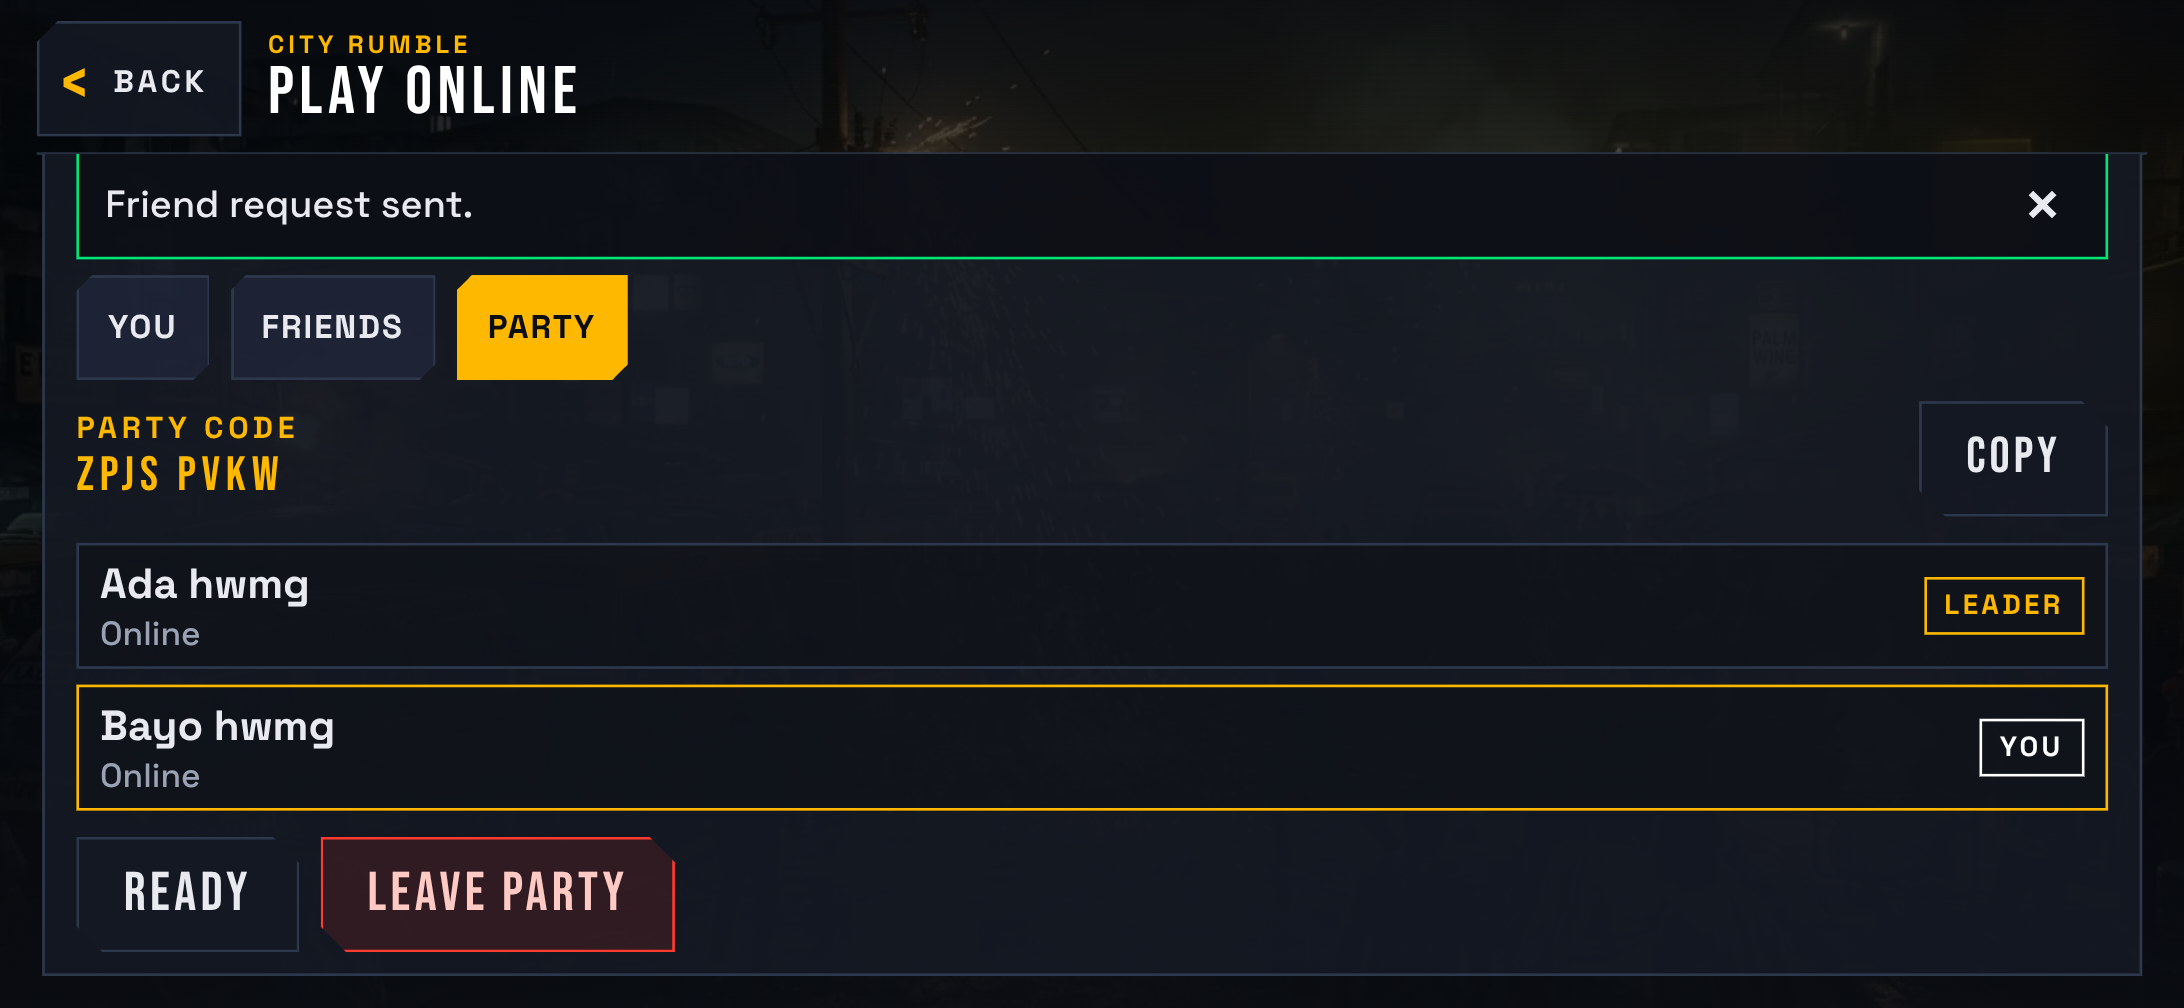 < BACK
CITY RUMBLE
PLAY ONLINE
Friend request sent.
×
YOU
FRIENDS
PARTY
PARTY CODE
ZPJS PVKW
COPY
Ada hwmg
Online
LEADER
Bayo hwmg
Online
YOU
READY
LEAVE PARTY